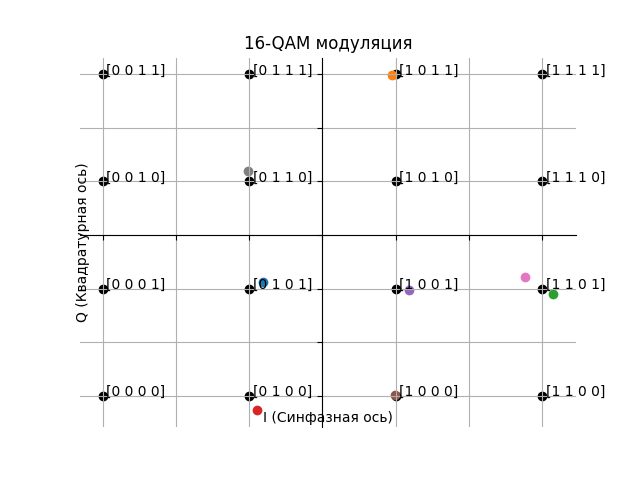 16-QAM модуляция
[0 0 1 1] [0 1 1 1] [1 0 1 1] [1 1 1 1]
[0 0 1 0] [0 1 1 0] [1 0 1 0] [1 1 1 0]
Q (Квадратурная ось)
[0 0 0 1] [0 1 0 1] [1 0 0 1] [1 1 0 1]
[0 0 0 0] [0 1 0 0] [1 0 0 0] [1 1 0 0]
I (Синфазная ось)